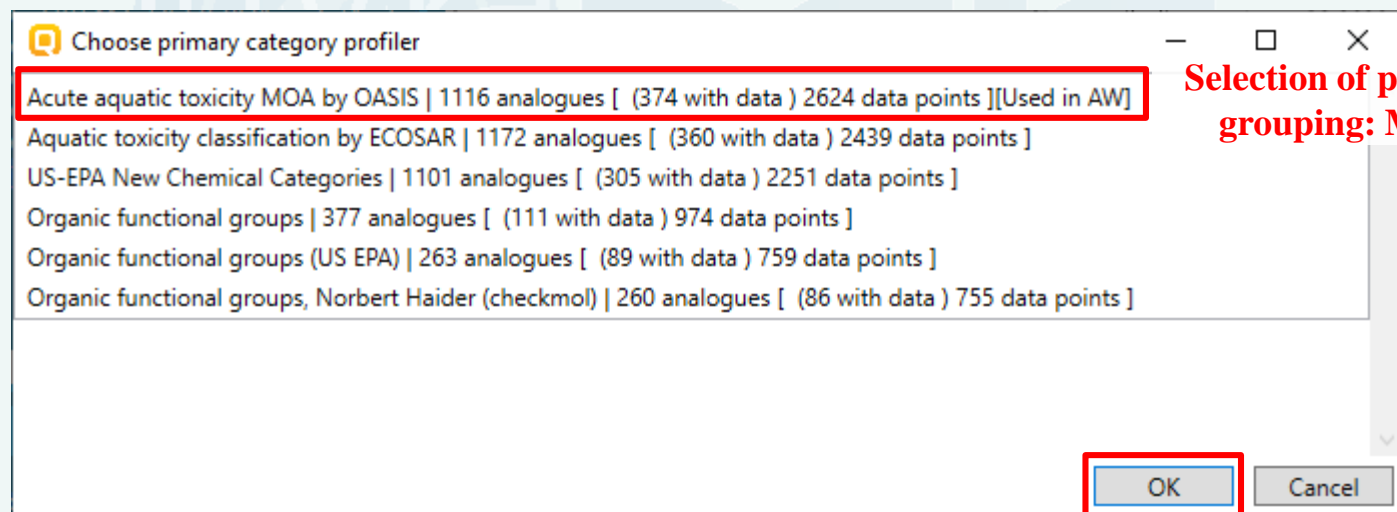 Choose primary category profiler
Selection of p
grouping: M
Acute aquatic toxicity MOA by OASIS | 1116 analogues [ (374 with data ) 2624 data points ][Used in AW]
Aquatic toxicity classification by ECOSAR | 1172 analogues [ (360 with data ) 2439 data points ]
US-EPA New Chemical Categories | 1101 analogues [ (305 with data ) 2251 data points ]
Organic functional groups | 377 analogues [ (111 with data ) 974 data points ]
Organic functional groups (US EPA) | 263 analogues [ (89 with data ) 759 data points ]
Organic functional groups, Norbert Haider (checkmol) | 260 analogues [ (86 with data ) 755 data points ]
OK Cancel